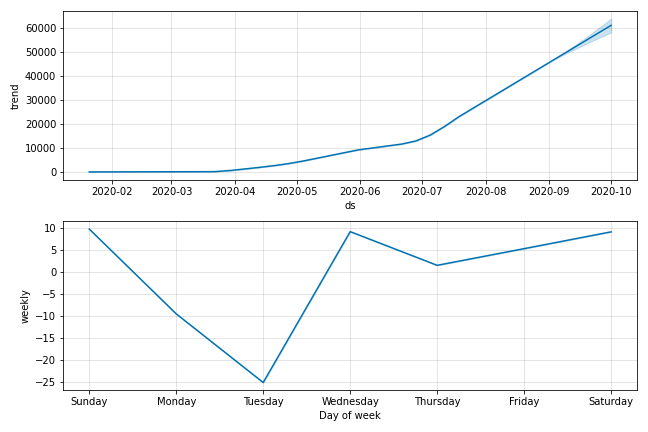 60000
50000
40000
30000
20000
10000
0
trend
2020-02 2020-03 2020-04 2020-05 2020-06 2020-07 2020-08 2020-09 2020-10
ds
10
5
0
−5
−10
−15
−20
−25
weekly
Sunday Monday Tuesday Wednesday Thursday Friday Saturday
Day of week